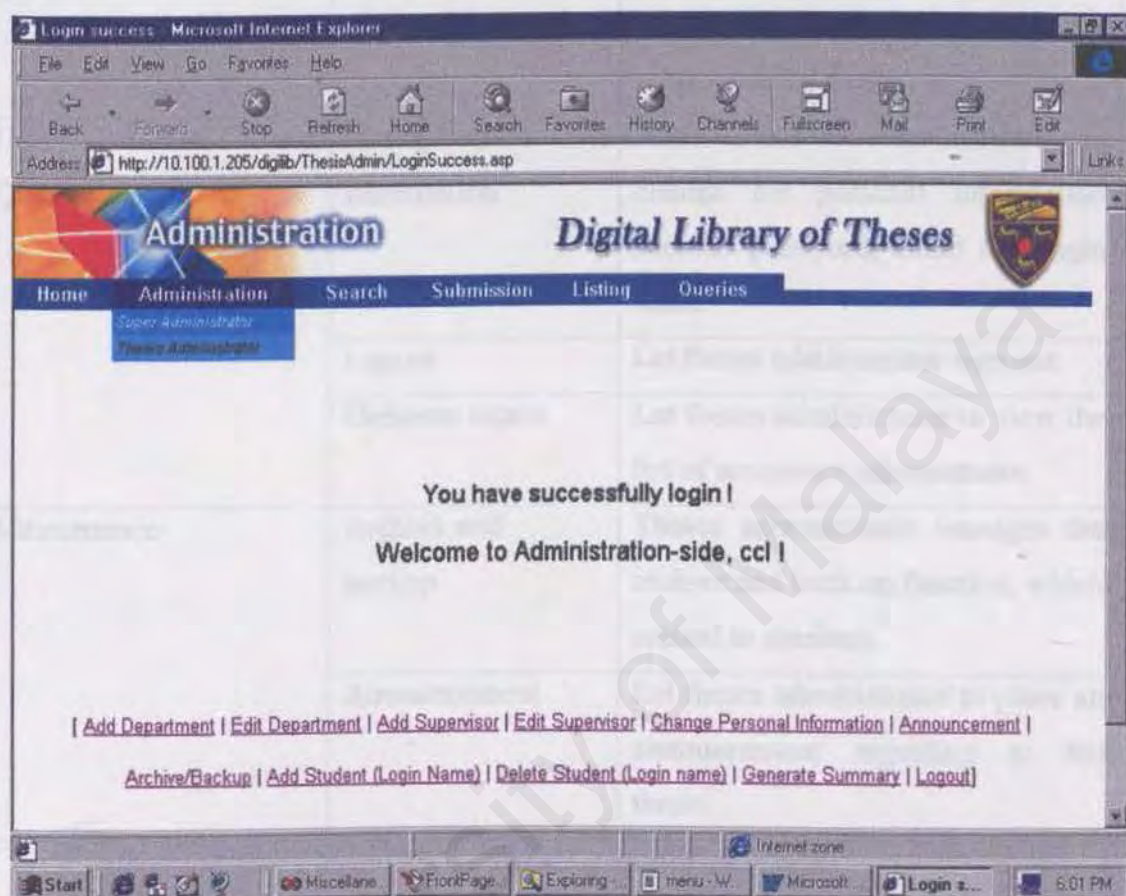 Login success - Microsoft Internet Explorer
File Edit View Go Favorites Help
Back Forward Stop Refresh Home Search Favorites History Channels Fullscreen Mail Print Edit
Address http://10.100.1.205/digilib/ThesisAdmin/LoginSuccess.asp Links
Administration Digital Library of Theses
Home Administration Search Submission Listing Queries
Super Administrator
Thesis Administrator
You have successfully login !
Welcome to Administration-side, ccl !
[ Add Department | Edit Department | Add Supervisor | Edit Supervisor | Change Personal Information | Announcement |
Archive/Backup | Add Student (Login Name) | Delete Student (Login name) | Generate Summary | Logout]
Internet zone
Start Miscellane... FrontPage... Exploring -... menu - W... Microsoft... Login s... 6:01 PM
ity of Malaya